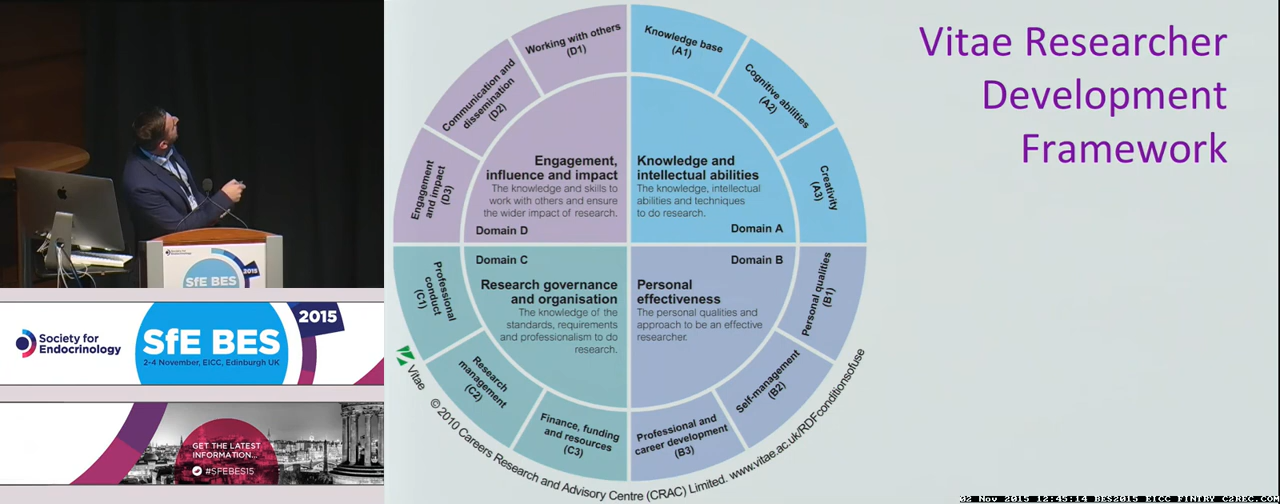 Vitae Researcher
Development
Framework
Working with others
(D1)
Communication and
dissemination
(D2)
Engagement
and impact
(D3)
Knowledge base
(A1)
Cognitive abilities
(A2)
Creativity
(A3)
Engagement,
influence and impact
The knowledge and skills to
work with others and ensure
the wider impact of research.
Domain D
Knowledge and
intellectual abilities
The knowledge, intellectual
abilities and techniques
to do research.
Domain A
Domain C
Research governance
and organisation
The knowledge of the
standards, requirements
and professionalism to do
research.
Domain B
Personal
effectiveness
The personal qualities and
approach to be an effective
researcher.
Personal qualities
(B1)
Self-management
(B2)
Professional and
career development
(B3)
Professional
conduct
(C1)
Research
management
(C2)
Finance, funding
and resources
(C3)
Vitae
© 2010 Careers Research and Advisory Centre (CRAC) Limited. www.vitae.ac.uk/RDFconditionsofuse
Society for
Endocrinology
2015
SfE BES
Society for
Endocrinology
SfE BES
2-4 November, EICC, Edinburgh UK
2015
GET THE LATEST
INFORMATION...
#SFEBES15
02 Nov 2015 12:45:14 BES2015 EICC FINTRY C2REC.COM